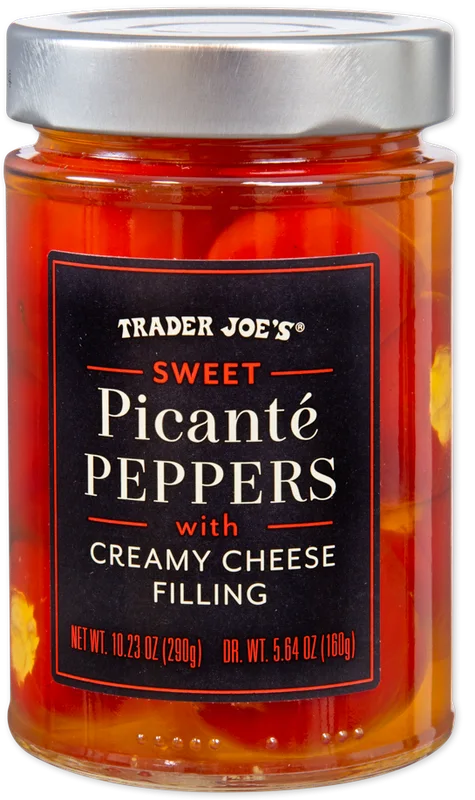 TRADER JOE'S®
SWEET
Picanté
PEPPERS
with
CREAMY CHEESE
FILLING
NET WT. 10.23 OZ (290g) DR. WT. 5.64 OZ (160g)